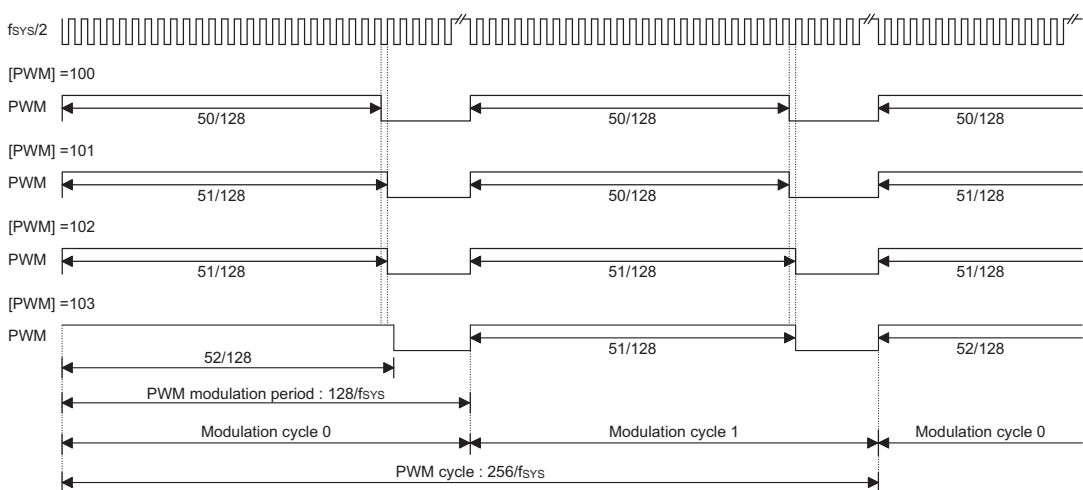 fSYS/2
[PWM] =100
PWM
50/128 50/128 50/128
[PWM] =101
PWM
51/128 50/128 51/128
[PWM] =102
PWM
51/128 51/128 51/128
[PWM] =103
PWM
52/128 51/128 52/128
PWM modulation period : 128/fSYS
Modulation cycle 0 Modulation cycle 1 Modulation cycle 0
PWM cycle : 256/fSYS